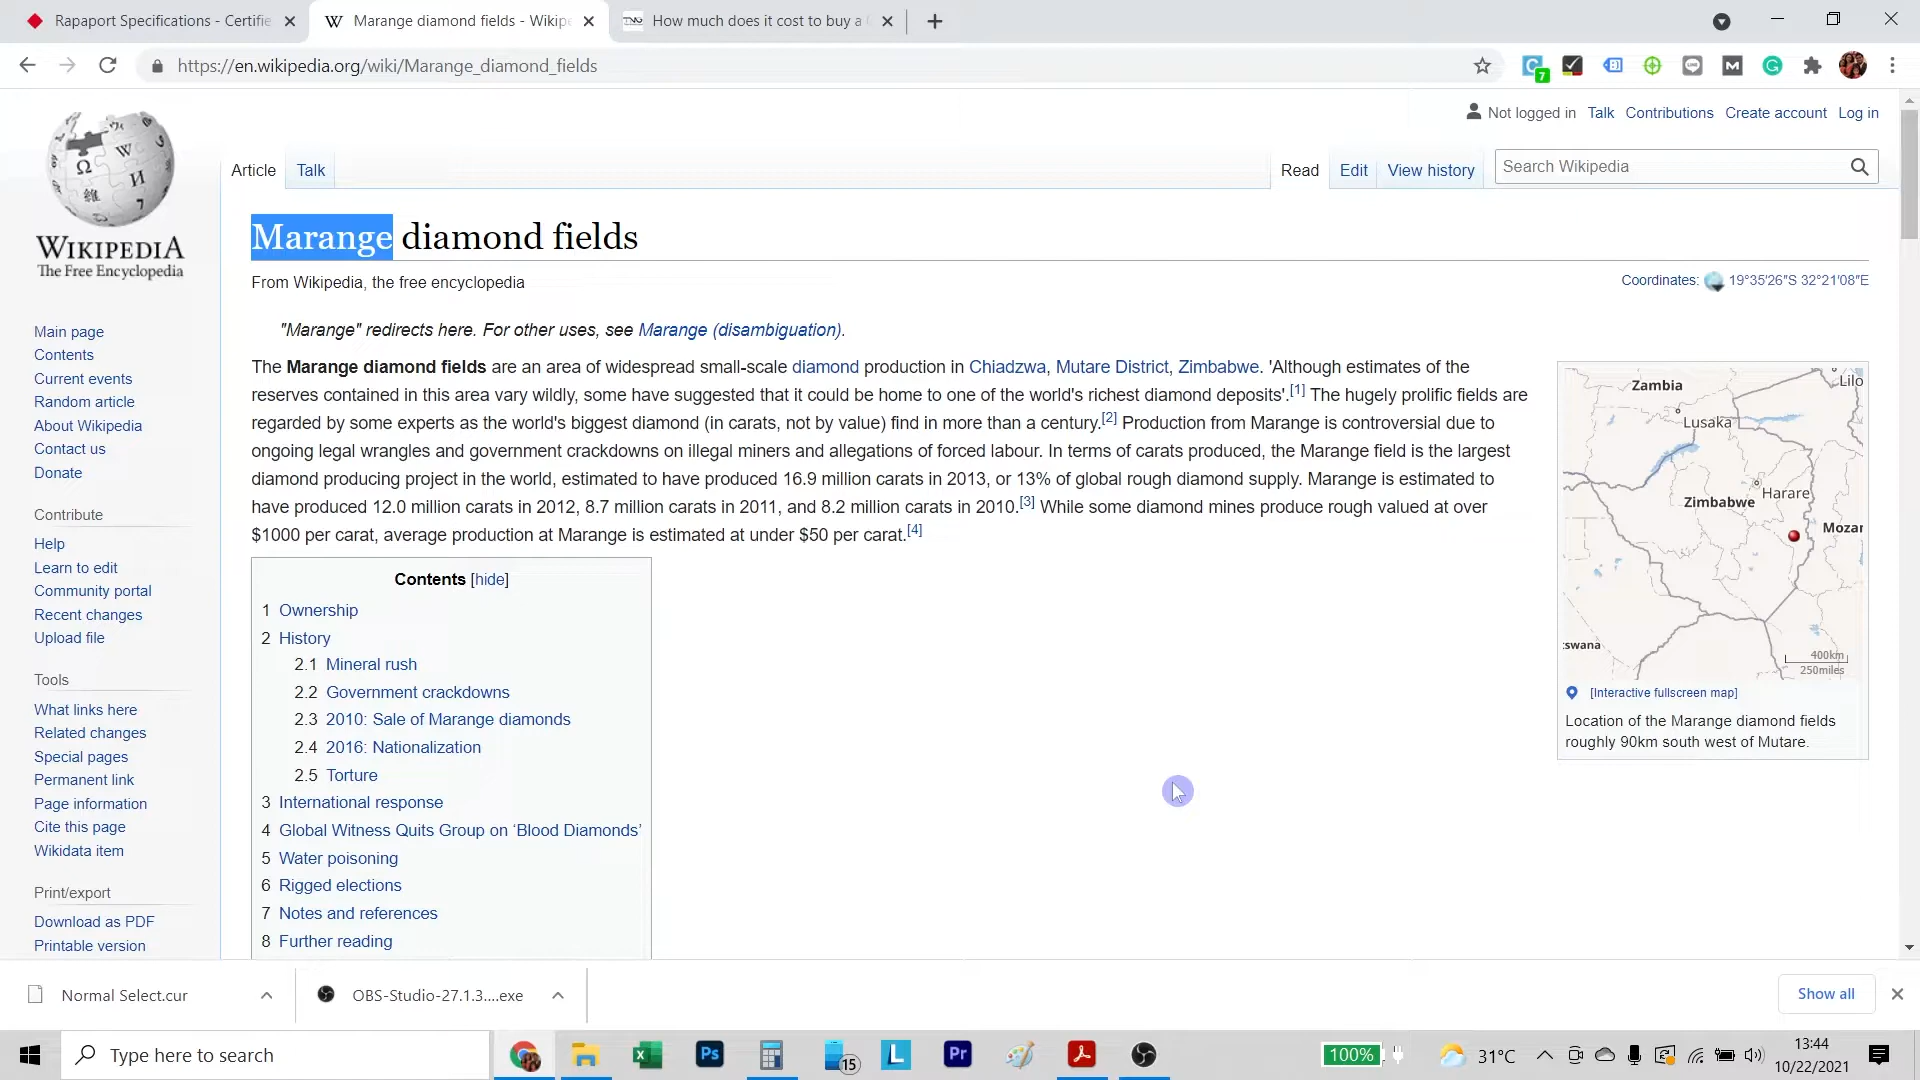 Rapaport Specifications - Certifie
Marange diamond fields - Wikipe
How much does it cost to buy a
https://en.wikipedia.org/wiki/Marange_diamond_fields
7
Not logged in Talk Contributions Create account Log in
Article Talk Read Edit View history Search Wikipedia
WIKIPEDIA
The Free Encyclopedia
Marange diamond fields
From Wikipedia, the free encyclopedia
Coordinates: 19°35′26″S 32°21′08″E
"Marange" redirects here. For other uses, see Marange (disambiguation).
The Marange diamond fields are an area of widespread small-scale diamond production in Chiadzwa, Mutare District, Zimbabwe. 'Although estimates of the
reserves contained in this area vary wildly, some have suggested that it could be home to one of the world's richest diamond deposits'.[1] The hugely prolific fields are
regarded by some experts as the world's biggest diamond (in carats, not by value) find in more than a century.[2] Production from Marange is controversial due to
ongoing legal wrangles and government crackdowns on illegal miners and allegations of forced labour. In terms of carats produced, the Marange field is the largest
diamond producing project in the world, estimated to have produced 16.9 million carats in 2013, or 13% of global rough diamond supply. Marange is estimated to
have produced 12.0 million carats in 2012, 8.7 million carats in 2011, and 8.2 million carats in 2010.[3] While some diamond mines produce rough valued at over
$1000 per carat, average production at Marange is estimated at under $50 per carat.[4]
Contents [hide]
1 Ownership
2 History
2.1 Mineral rush
2.2 Government crackdowns
2.3 2010: Sale of Marange diamonds
2.4 2016: Nationalization
2.5 Torture
3 International response
4 Global Witness Quits Group on ‘Blood Diamonds’
5 Water poisoning
6 Rigged elections
7 Notes and references
8 Further reading
Zambia
Lilo
Lusaka
Zimbabwe
Harare
Mozar
swana
400km
250miles
[Interactive fullscreen map]
Location of the Marange diamond fields
roughly 90km south west of Mutare.
Main page
Contents
Current events
Random article
About Wikipedia
Contact us
Donate
Contribute
Help
Learn to edit
Community portal
Recent changes
Upload file
Tools
What links here
Related changes
Special pages
Permanent link
Page information
Cite this page
Wikidata item
Print/export
Download as PDF
Printable version
Normal Select.cur
OBS-Studio-27.1.3....exe
Show all
Type here to search
Ps
15
L
Pr
100%
31°C
13:44
10/22/2021